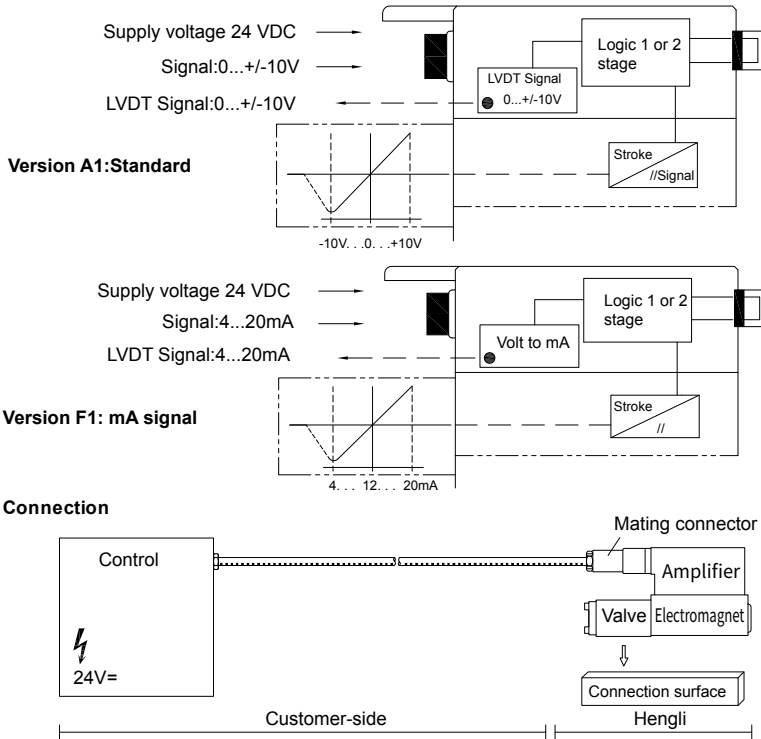 Supply voltage 24 VDC
Signal:0...+/-10V
LVDT Signal:0...+/-10V
LVDT Signal
0...+/-10V
Logic 1 or 2
stage
Stroke
//Signal
Version A1:Standard
-10V. . .0. . .+10V
Supply voltage 24 VDC
Signal:4...20mA
LVDT Signal:4...20mA
Volt to mA
Logic 1 or 2
stage
Stroke
//
Version F1: mA signal
4. . . 12. . . 20mA
Connection
Control
24V=
Mating connector
Amplifier
Valve
Electromagnet
Connection surface
Customer-side
Hengli